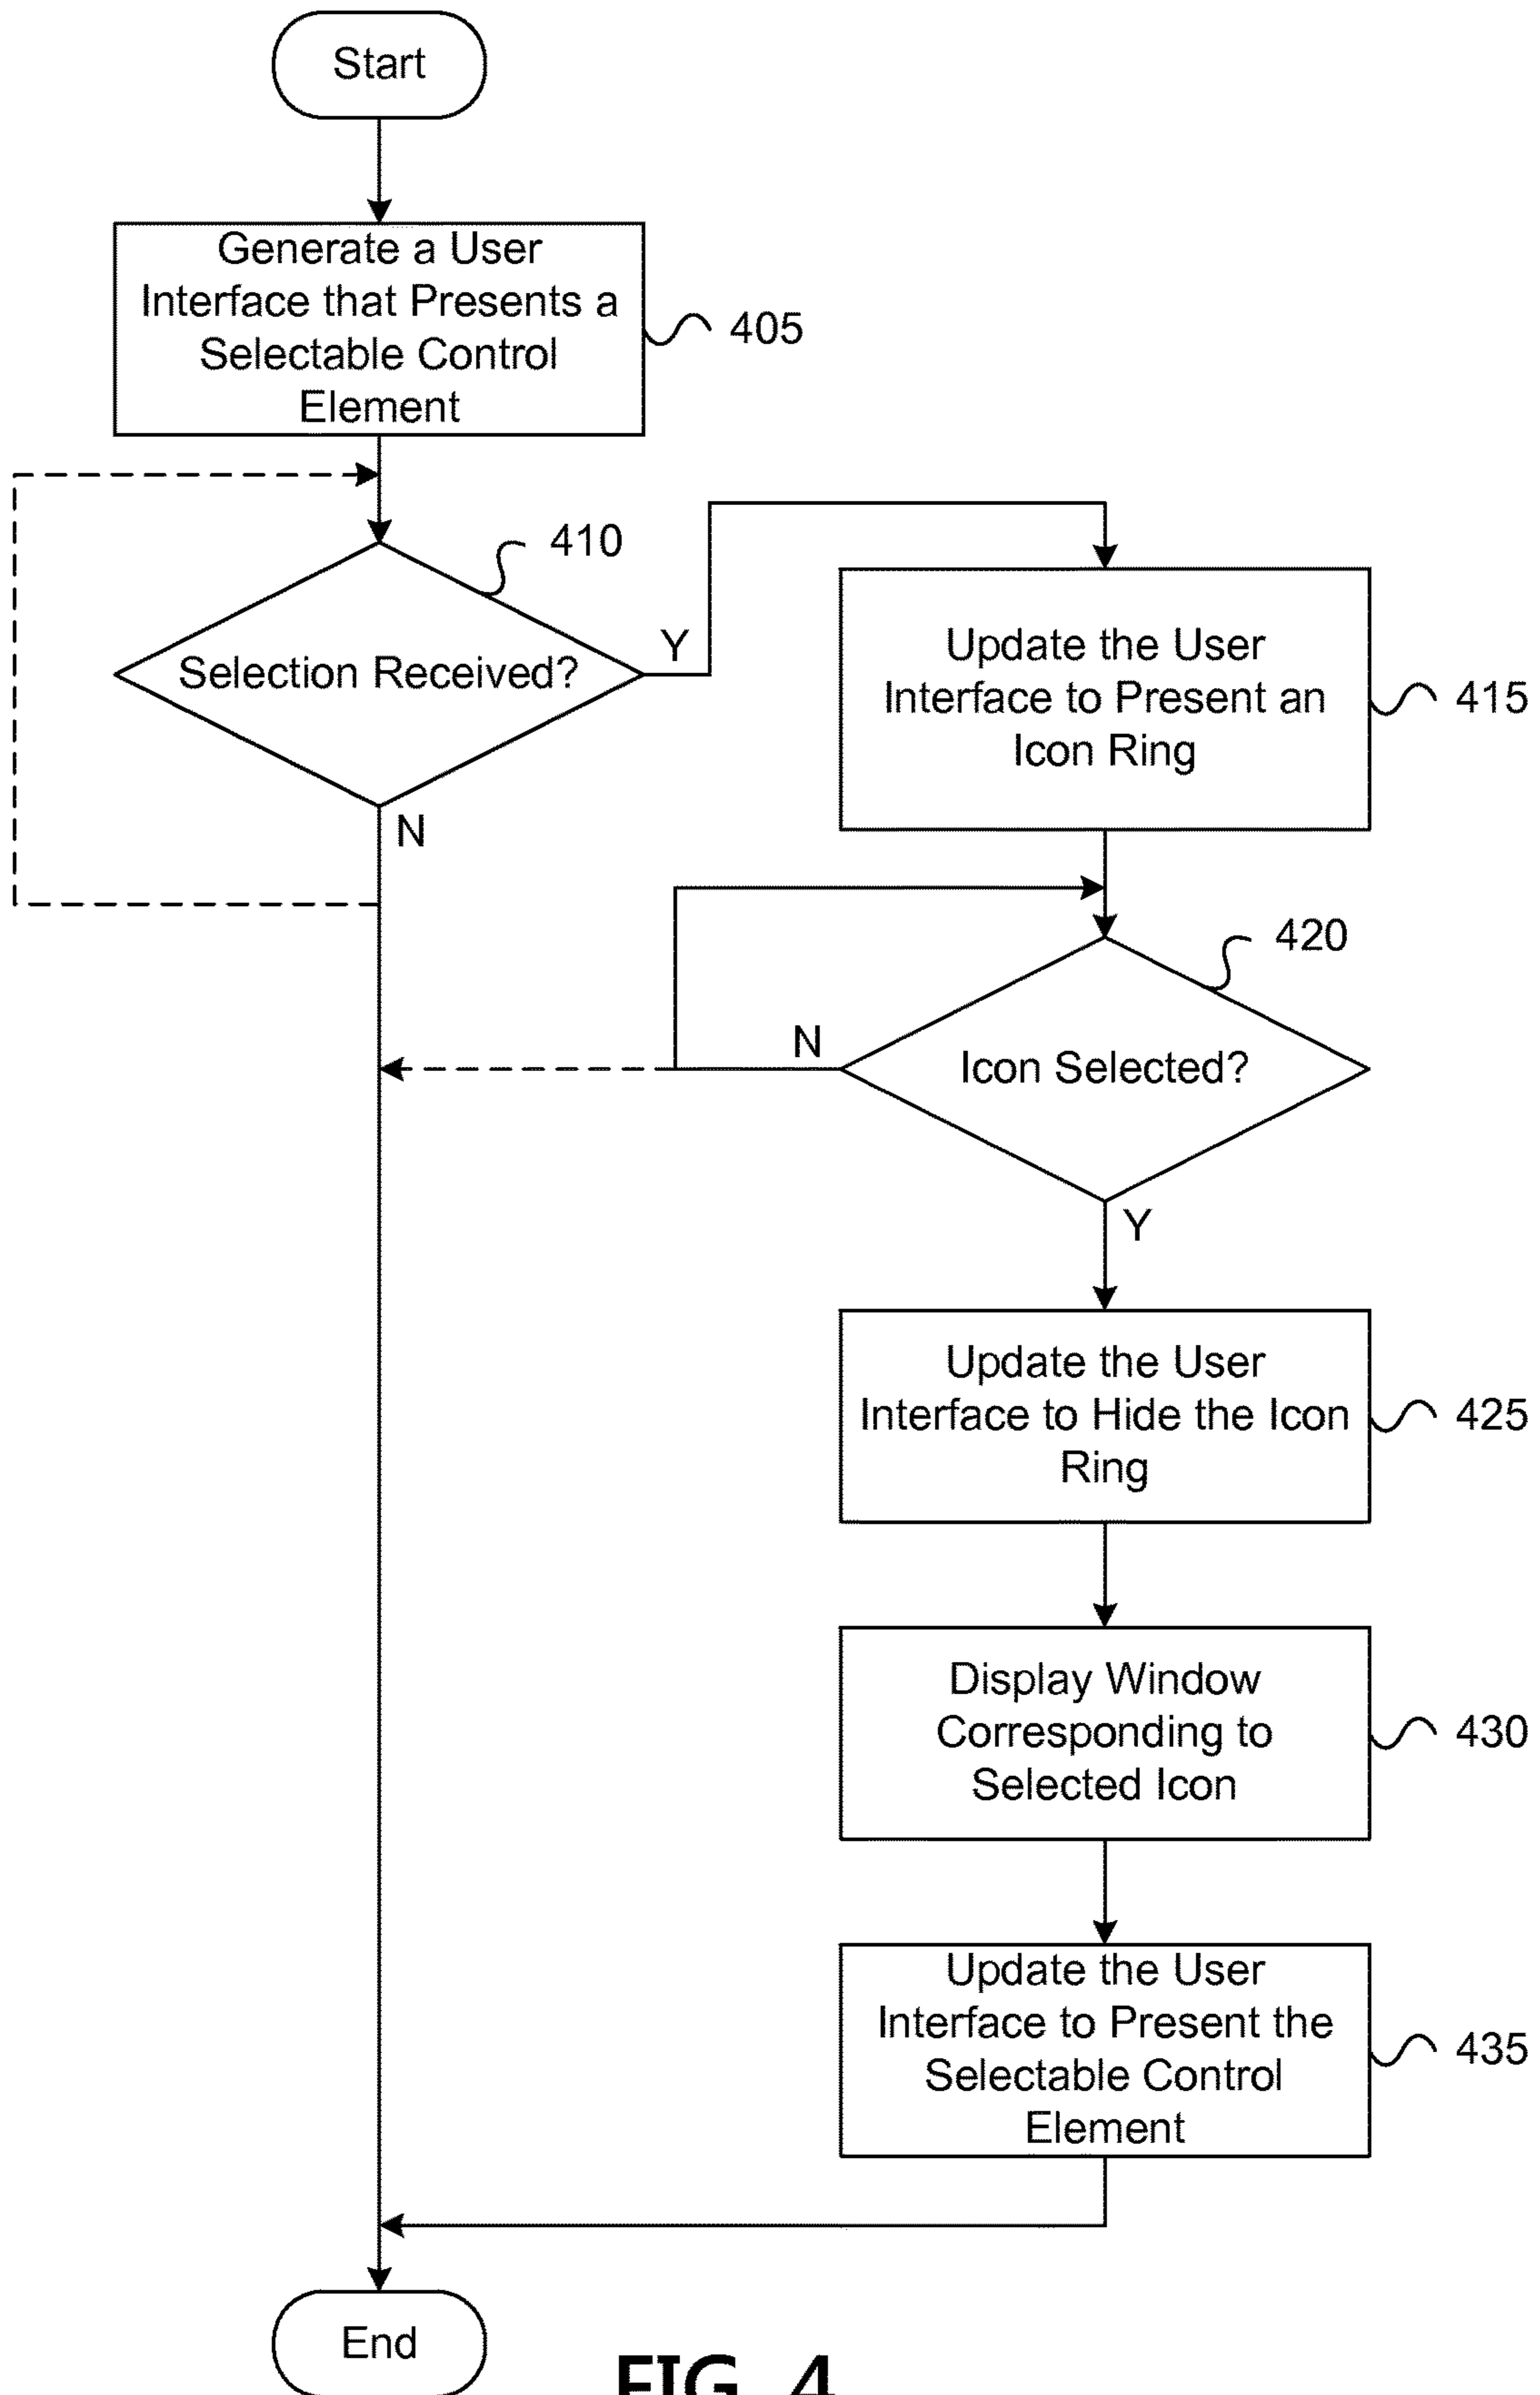 Start
Generate a User
Interface that Presents a
Selectable Control
Element
405
410
Selection Received?
Y
N
Update the User
Interface to Present an
Icon Ring
415
420
Icon Selected?
N
Y
Update the User
Interface to Hide the Icon
Ring
425
Display Window
Corresponding to
Selected Icon
430
Update the User
Interface to Present the
Selectable Control
Element
435
End
FIG. 4